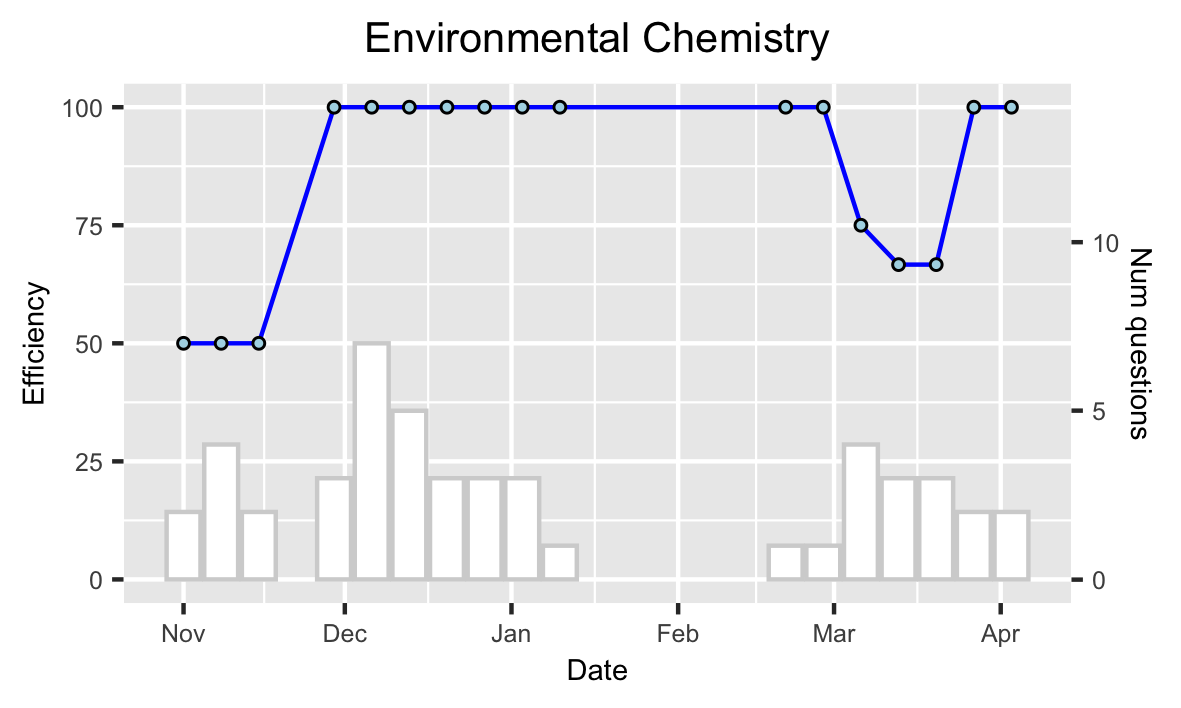 Environmental Chemistry
100
75
50
25
0
Efficiency
10
5
0
Num questions
Nov Dec Jan Feb Mar Apr
Date